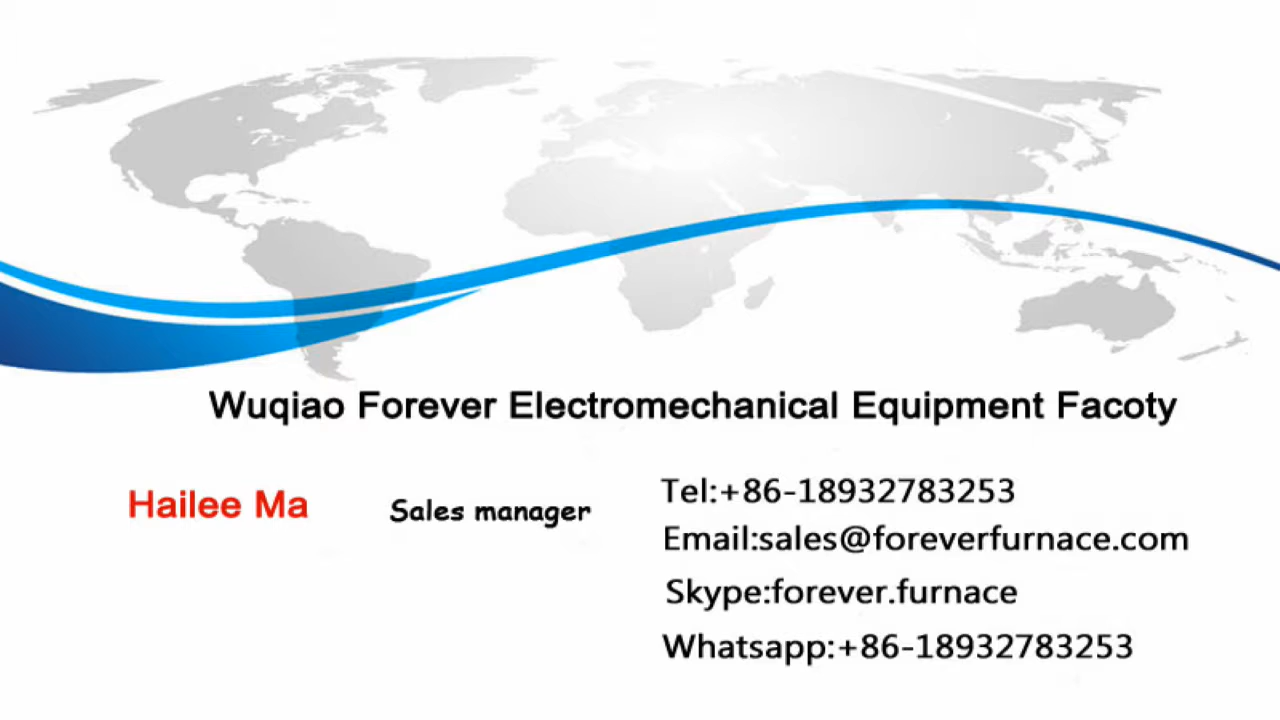 Wuqiao Forever Electromechanical Equipment Facoty
Hailee Ma
Sales manager
Tel:+86-18932783253
Email:sales@foreverfurnace.com
Skype:forever.furnace
Whatsapp:+86-18932783253